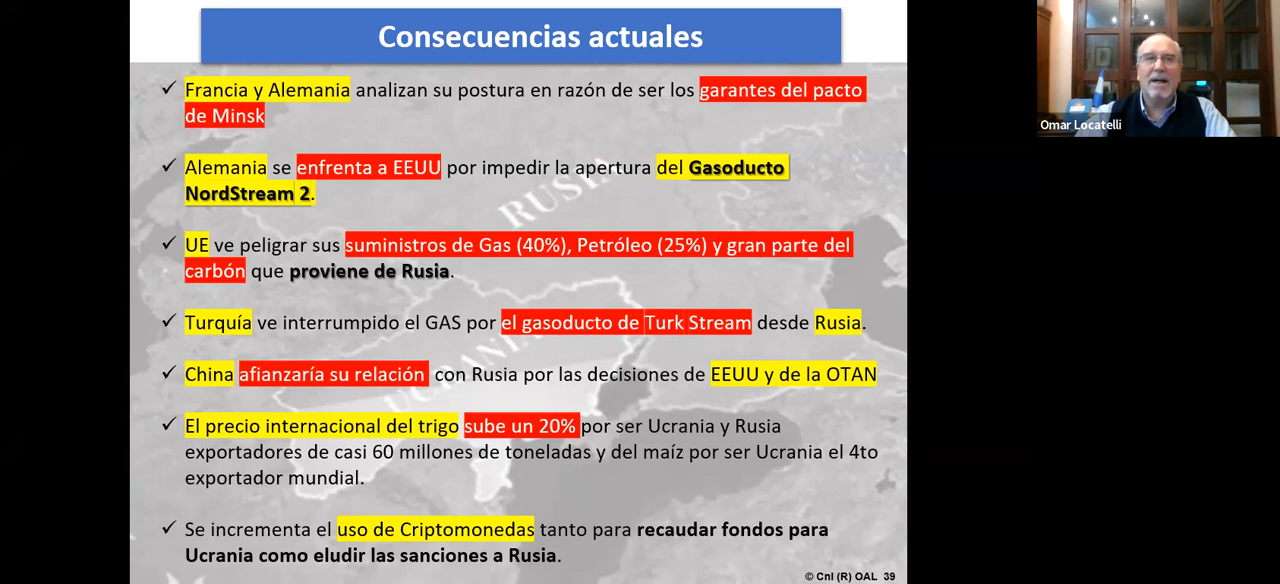 Consecuencias actuales
✓ Francia y Alemania analizan su postura en razón de ser los garantes del pacto
de Minsk
✓ Alemania se enfrenta a EEUU por impedir la apertura del Gasoducto
NordStream 2.
✓ UE ve peligrar sus suministros de Gas (40%), Petróleo (25%) y gran parte del
carbón que proviene de Rusia.
✓ Turquía ve interrumpido el GAS por el gasoducto de Turk Stream desde Rusia.
✓ China afianzaría su relación con Rusia por las decisiones de EEUU y de la OTAN
✓ El precio internacional del trigo sube un 20% por ser Ucrania y Rusia
exportadores de casi 60 millones de toneladas y del maíz por ser Ucrania el 4to
exportador mundial.
✓ Se incrementa el uso de Criptomonedas tanto para recaudar fondos para
Ucrania como eludir las sanciones a Rusia.
RUSIA
UCRANIA
© Cnl (R) OAL 39
Omar Locatelli